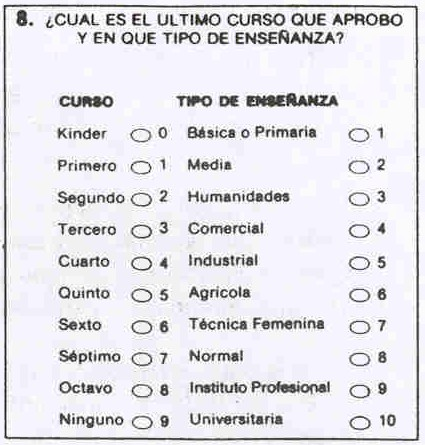 8. ¿CUAL ES EL ULTIMO CURSO QUE APROBO
Y EN QUE TIPO DE ENSEÑANZA?
CURSO TIPO DE ENSEÑANZA
Kinder 0 Básica o Primaria 1
Primero 1 Media 2
Segundo 2 Humanidades 3
Tercero 3 Comercial 4
Cuarto 4 Industrial 5
Quinto 5 Agrícola 6
Sexto 6 Técnica Femenina 7
Séptimo 7 Normal 8
Octavo 8 Instituto Profesional 9
Ninguno 9 Universitaria 10